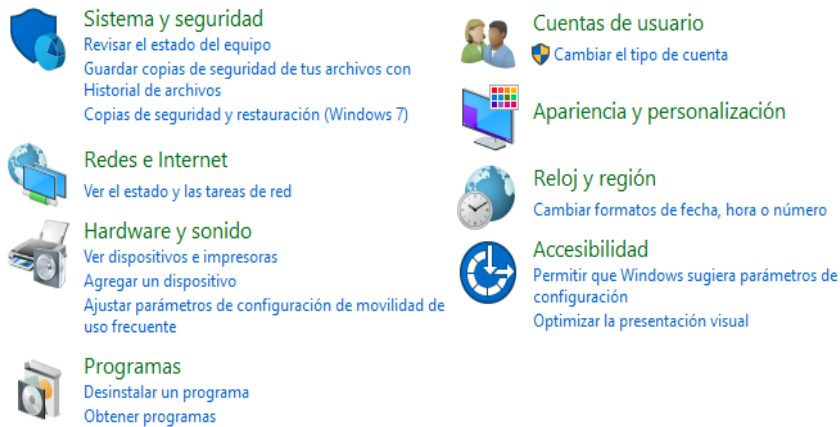 Sistema y seguridad
Revisar el estado del equipo
Guardar copias de seguridad de tus archivos con
Historial de archivos
Copias de seguridad y restauración (Windows 7)
Redes e Internet
Ver el estado y las tareas de red
Hardware y sonido
Ver dispositivos e impresoras
Agregar un dispositivo
Ajustar parámetros de configuración de movilidad de
uso frecuente
Programas
Desinstalar un programa
Obtener programas
Cuentas de usuario
Cambiar el tipo de cuenta
Apariencia y personalización
Reloj y región
Cambiar formatos de fecha, hora o número
Accesibilidad
Permitir que Windows sugiera parámetros de
configuración
Optimizar la presentación visual